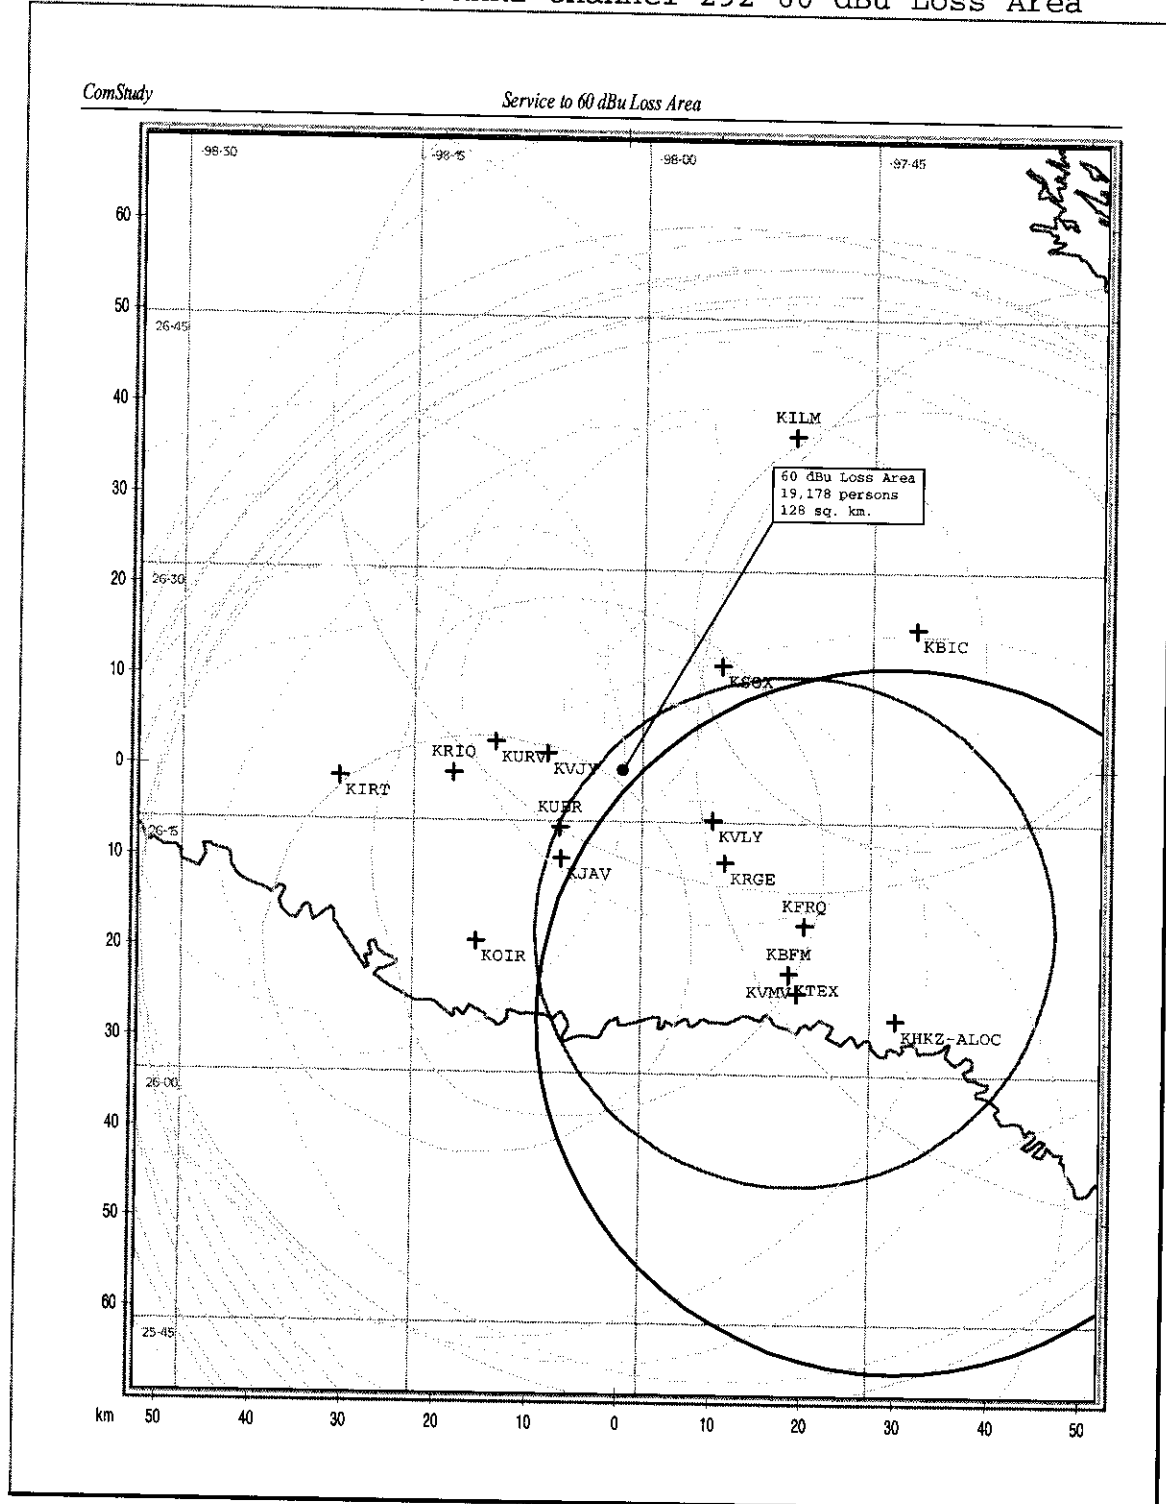 Channel 292 60 dBu Loss Area
ComStudy
Service to 60 dBu Loss Area
-98-30
-98-15
-98-00
-97-45
60
50
26-45
40
KILM
60 dBu Loss Area
19,178 persons
128 sq. km.
30
20
26-30
KBIC
10
KSOX
KRIO
KURV
KVJY
0
KIRT
KUBR
26-15
KVLY
10
KJAV
KRGE
KFRQ
20
KOIR
KBFM
KVMV
KTEX
30
KHKZ-ALOC
26-00
40
50
60
25-45
km
50
40
30
20
10
0
10
20
30
40
50